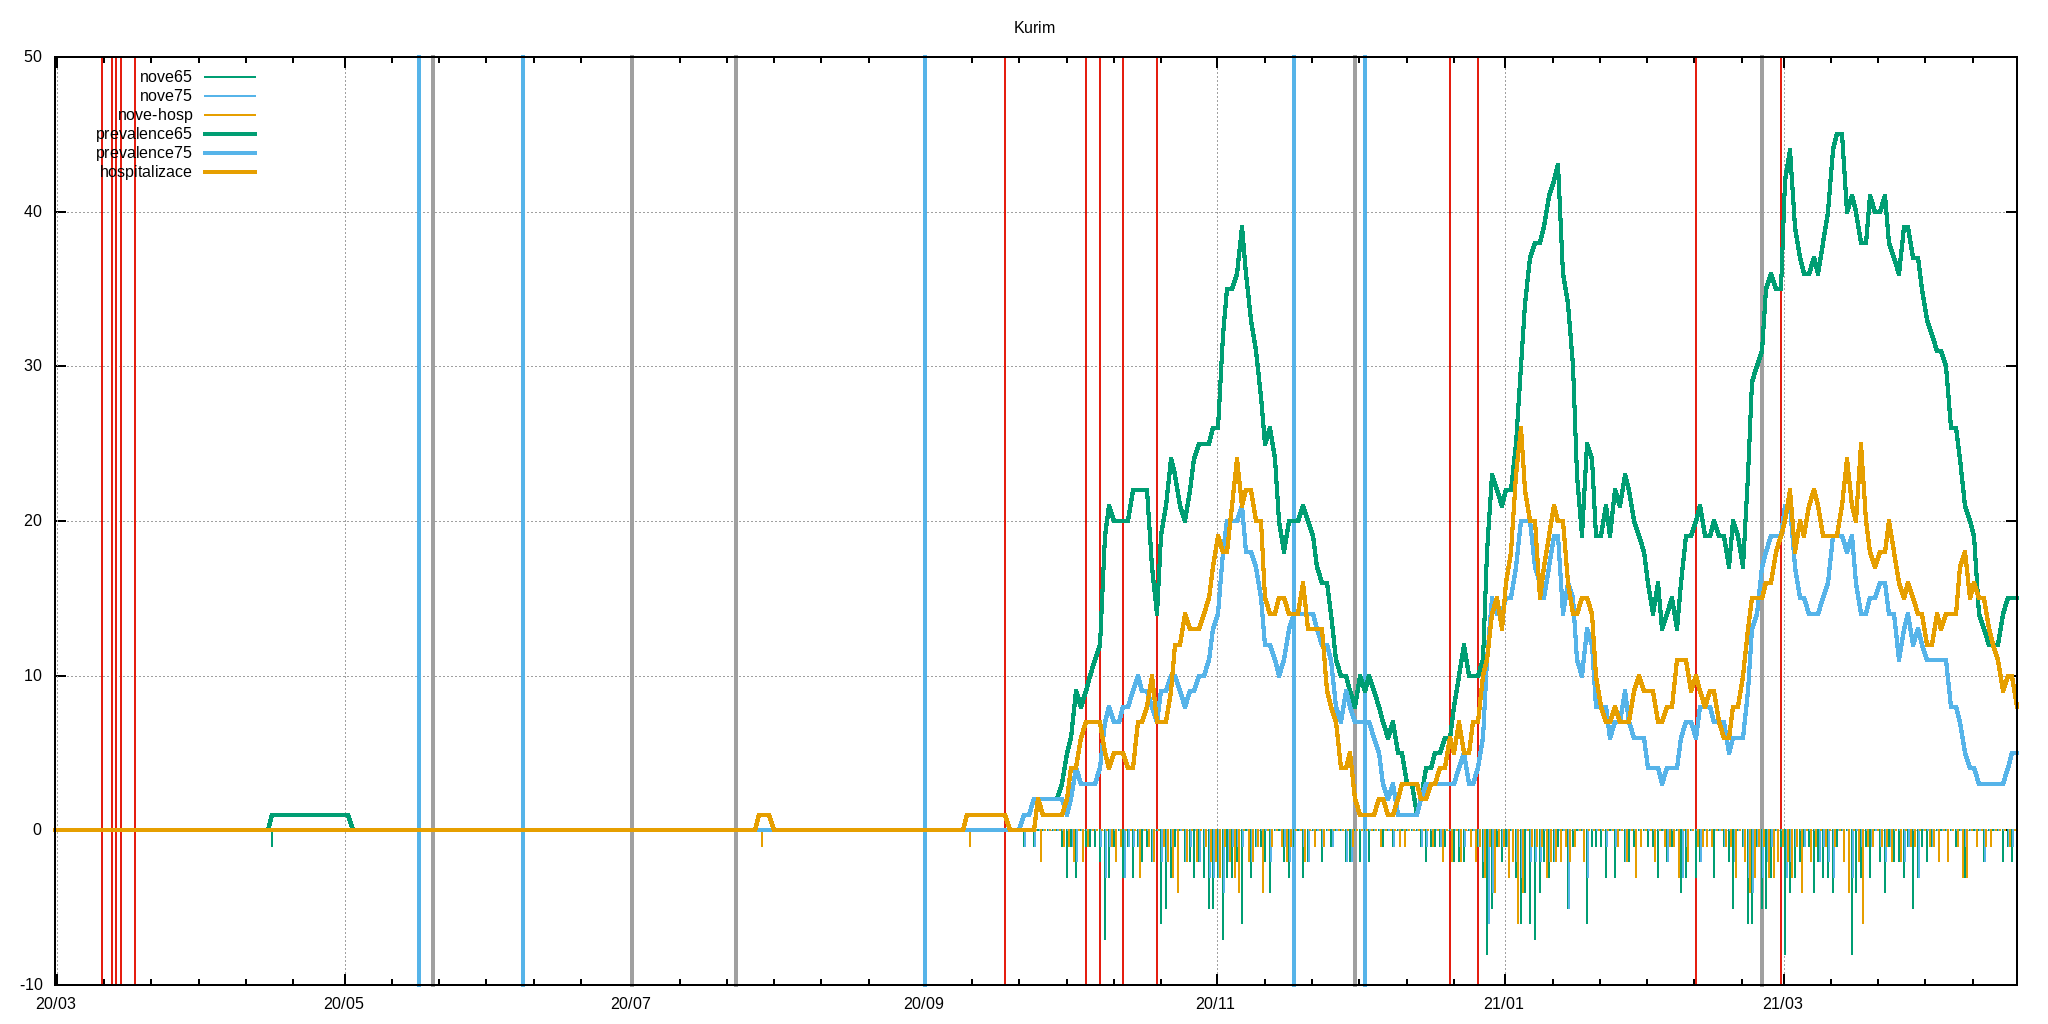 Kurim
50
40
30
20
10
0
-10
nove65
nove75
nove-hosp
prevalence65
prevalence75
hospitalizace
20/03 20/05 20/07 20/09 20/11 21/01 21/03